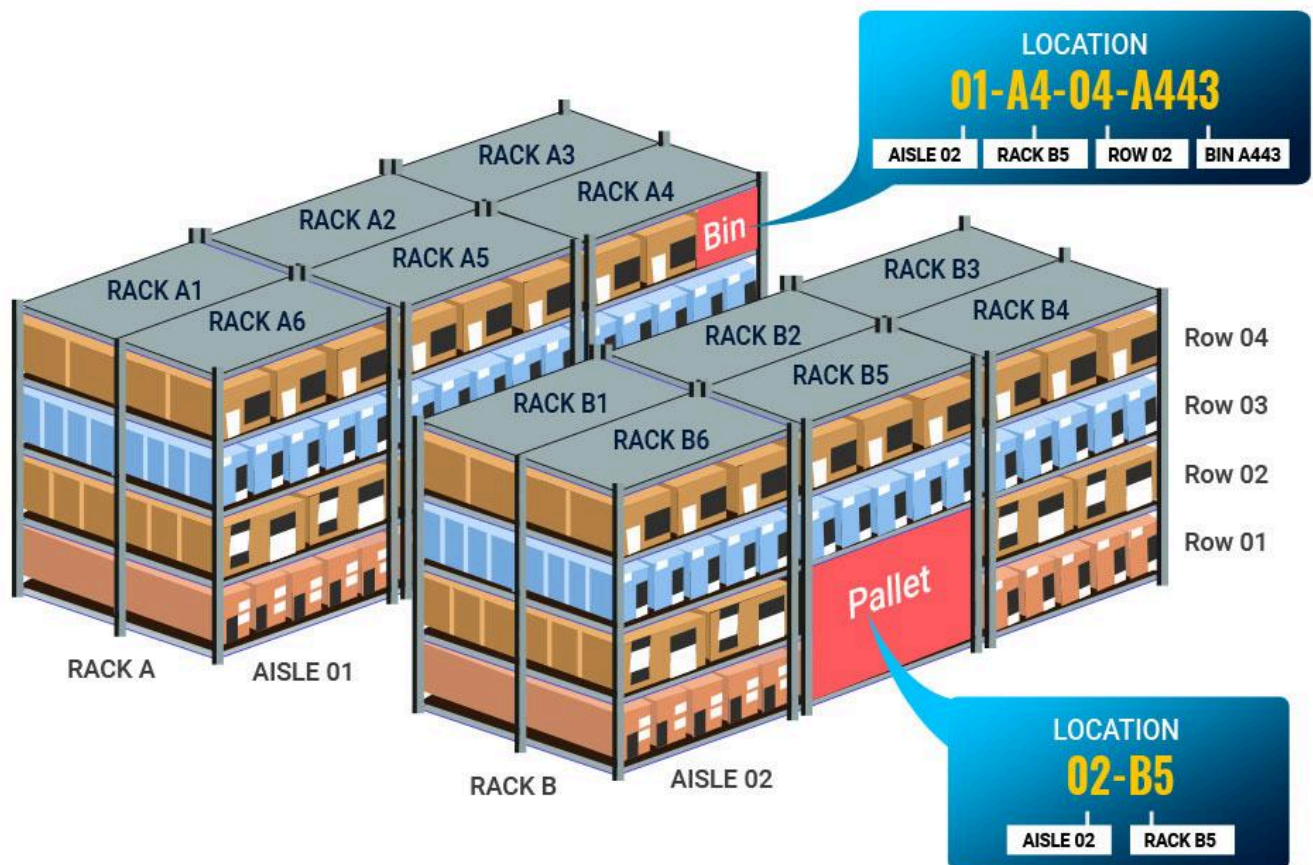 LOCATION
01-A4-04-A443
AISLE 02 RACK B5 ROW 02 BIN A443
RACK A3
RACK A2
RACK A4
Bin
RACK A1
RACK A5
RACK A6
RACK B3
RACK B2
RACK B4
RACK B1
RACK B5
RACK B6
Row 04
Row 03
Row 02
Row 01
Pallet
RACK A
AISLE 01
RACK B
AISLE 02
LOCATION
02-B5
AISLE 02 RACK B5